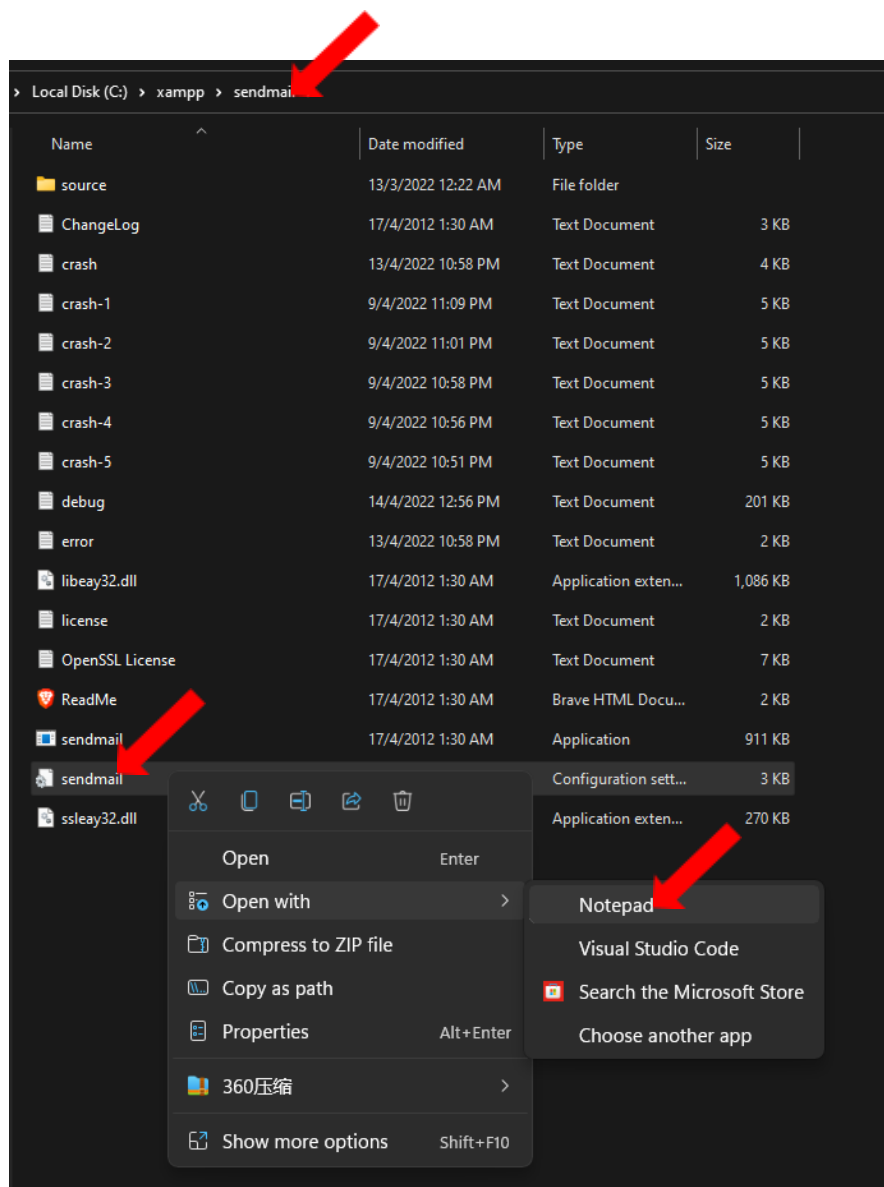 Local Disk (C:) > xampp > sendmail
Name Date modified Type Size
source 13/3/2022 12:22 AM File folder
ChangeLog 17/4/2012 1:30 AM Text Document 3 KB
crash 13/4/2022 10:58 PM Text Document 4 KB
crash-1 9/4/2022 11:09 PM Text Document 5 KB
crash-2 9/4/2022 11:01 PM Text Document 5 KB
crash-3 9/4/2022 10:58 PM Text Document 5 KB
crash-4 9/4/2022 10:56 PM Text Document 5 KB
crash-5 9/4/2022 10:51 PM Text Document 5 KB
debug 14/4/2022 12:56 PM Text Document 201 KB
error 13/4/2022 10:58 PM Text Document 2 KB
libeay32.dll 17/4/2012 1:30 AM Application exten... 1,086 KB
license 17/4/2012 1:30 AM Text Document 2 KB
OpenSSL License 17/4/2012 1:30 AM Text Document 7 KB
ReadMe 17/4/2012 1:30 AM Brave HTML Docu... 2 KB
sendmail 17/4/2012 1:30 AM Application 911 KB
sendmail Configuration sett... 3 KB
ssleay32.dll Application exten... 270 KB
Open Enter
Open with >
Notepad
Visual Studio Code
Search the Microsoft Store
Choose another app
Compress to ZIP file
Copy as path
Properties Alt+Enter
360压缩 >
Show more options Shift+F10